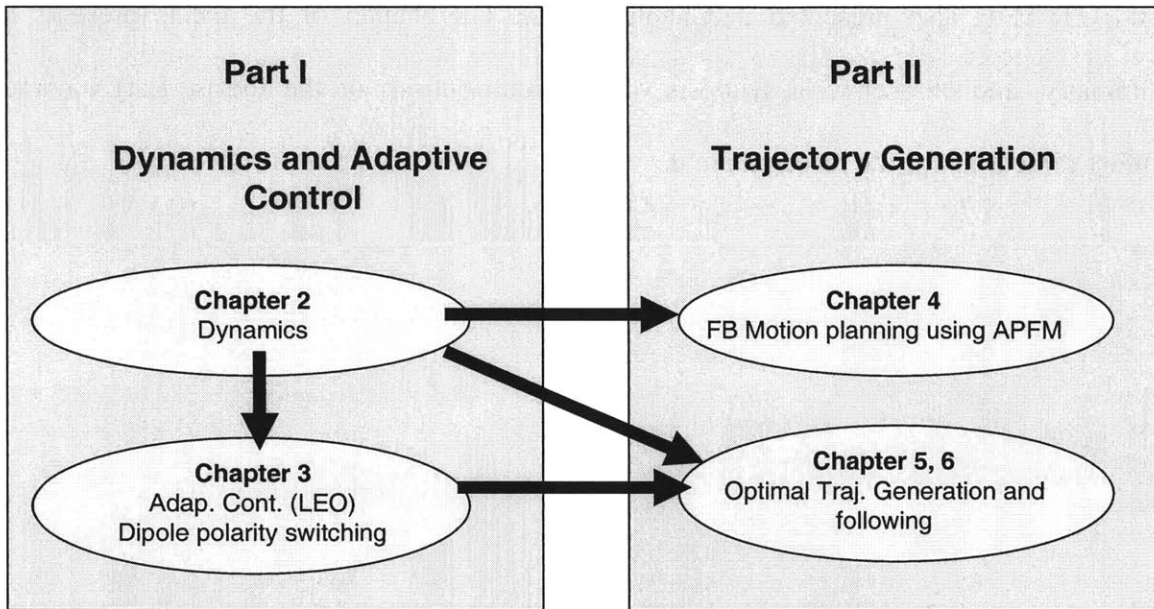 Part I
Dynamics and Adaptive
Control
Chapter 2
Dynamics
Chapter 3
Adap. Cont. (LEO)
Dipole polarity switching
Part II
Trajectory Generation
Chapter 4
FB Motion planning using APFM
Chapter 5, 6
Optimal Traj. Generation and
following